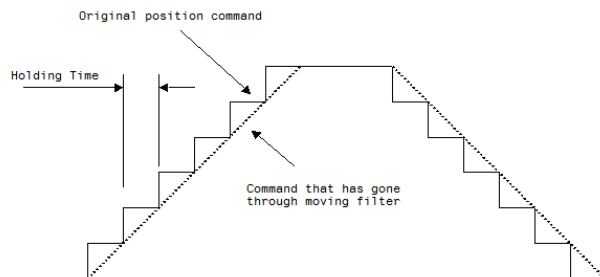 Original position command
Holding Time
Command that has gone
through moving filter